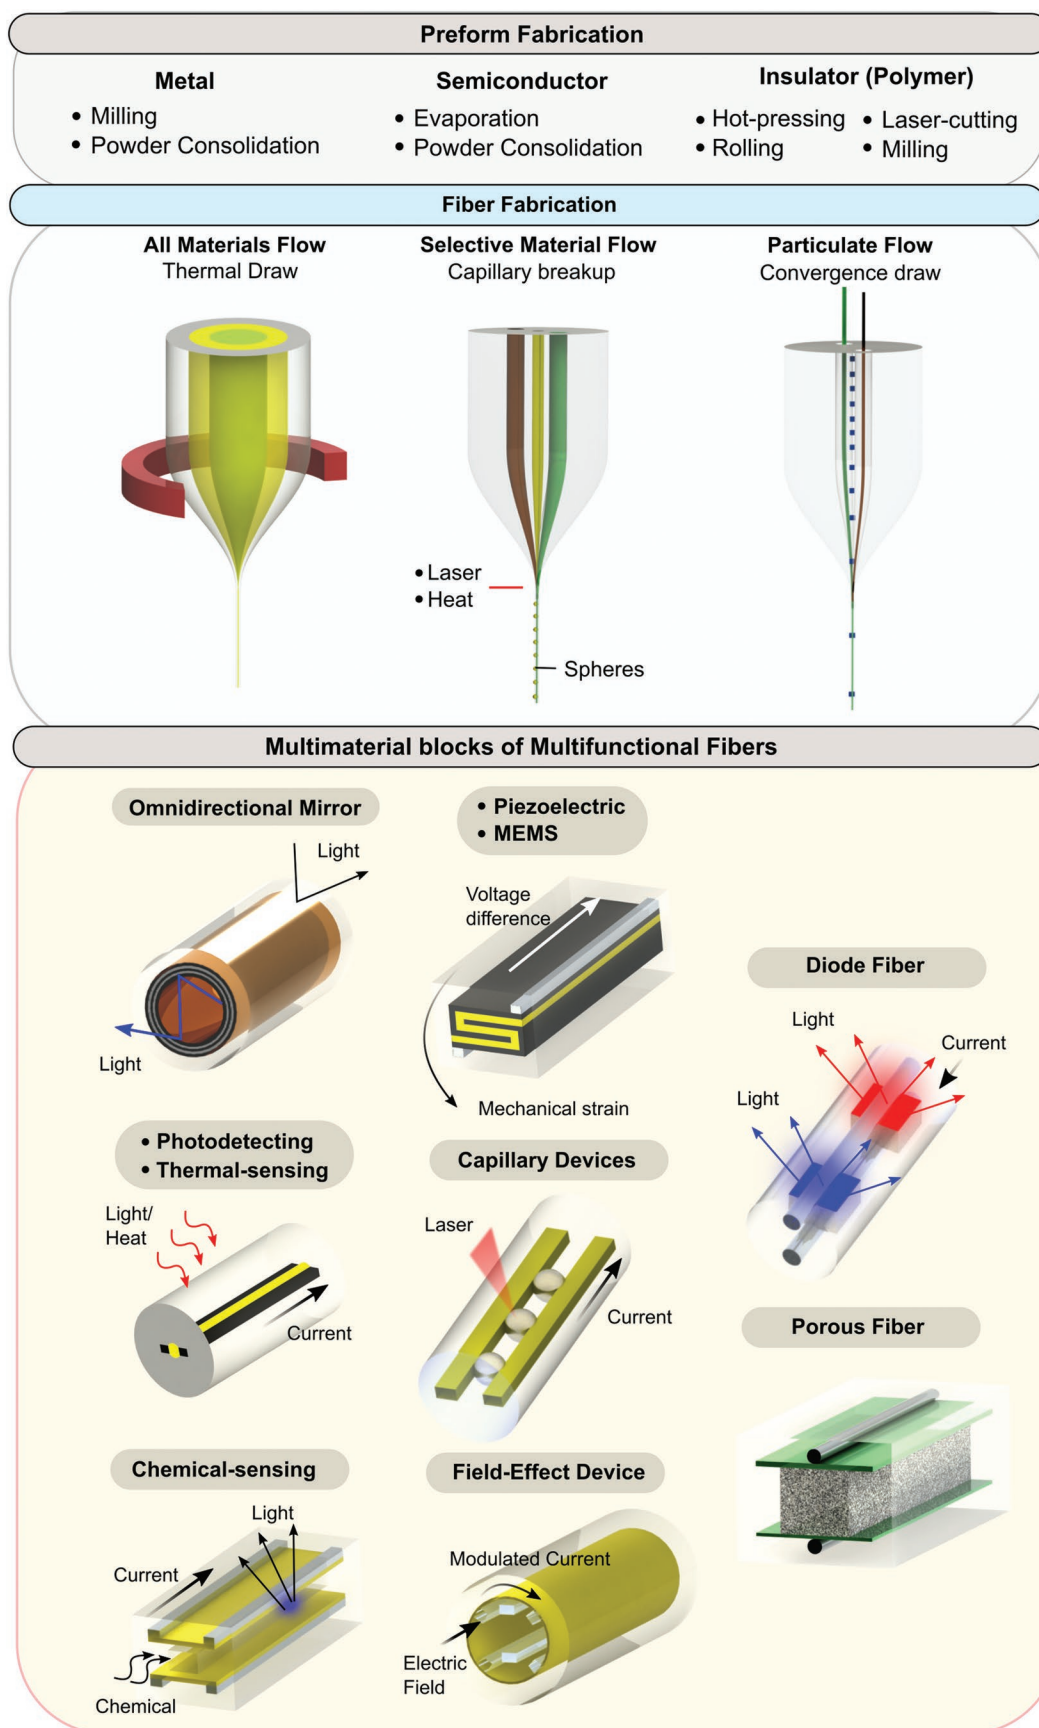 Preform Fabrication
Metal
• Milling
• Powder Consolidation
Semiconductor
• Evaporation
• Powder Consolidation
Insulator (Polymer)
• Hot-pressing
• Rolling
• Laser-cutting
• Milling
Fiber Fabrication
All Materials Flow
Thermal Draw
Selective Material Flow
Capillary breakup
• Laser
• Heat
Spheres
Particulate Flow
Convergence draw
Multimaterial blocks of Multifunctional Fibers
Omnidirectional Mirror
Light
Light
• Piezoelectric
• MEMS
Voltage
difference
Mechanical strain
Diode Fiber
Light
Current
Light
• Photodetecting
• Thermal-sensing
Light/
Heat
Current
Capillary Devices
Laser
Current
Porous Fiber
Chemical-sensing
Light
Current
Chemical
Field-Effect Device
Modulated Current
Electric
Field